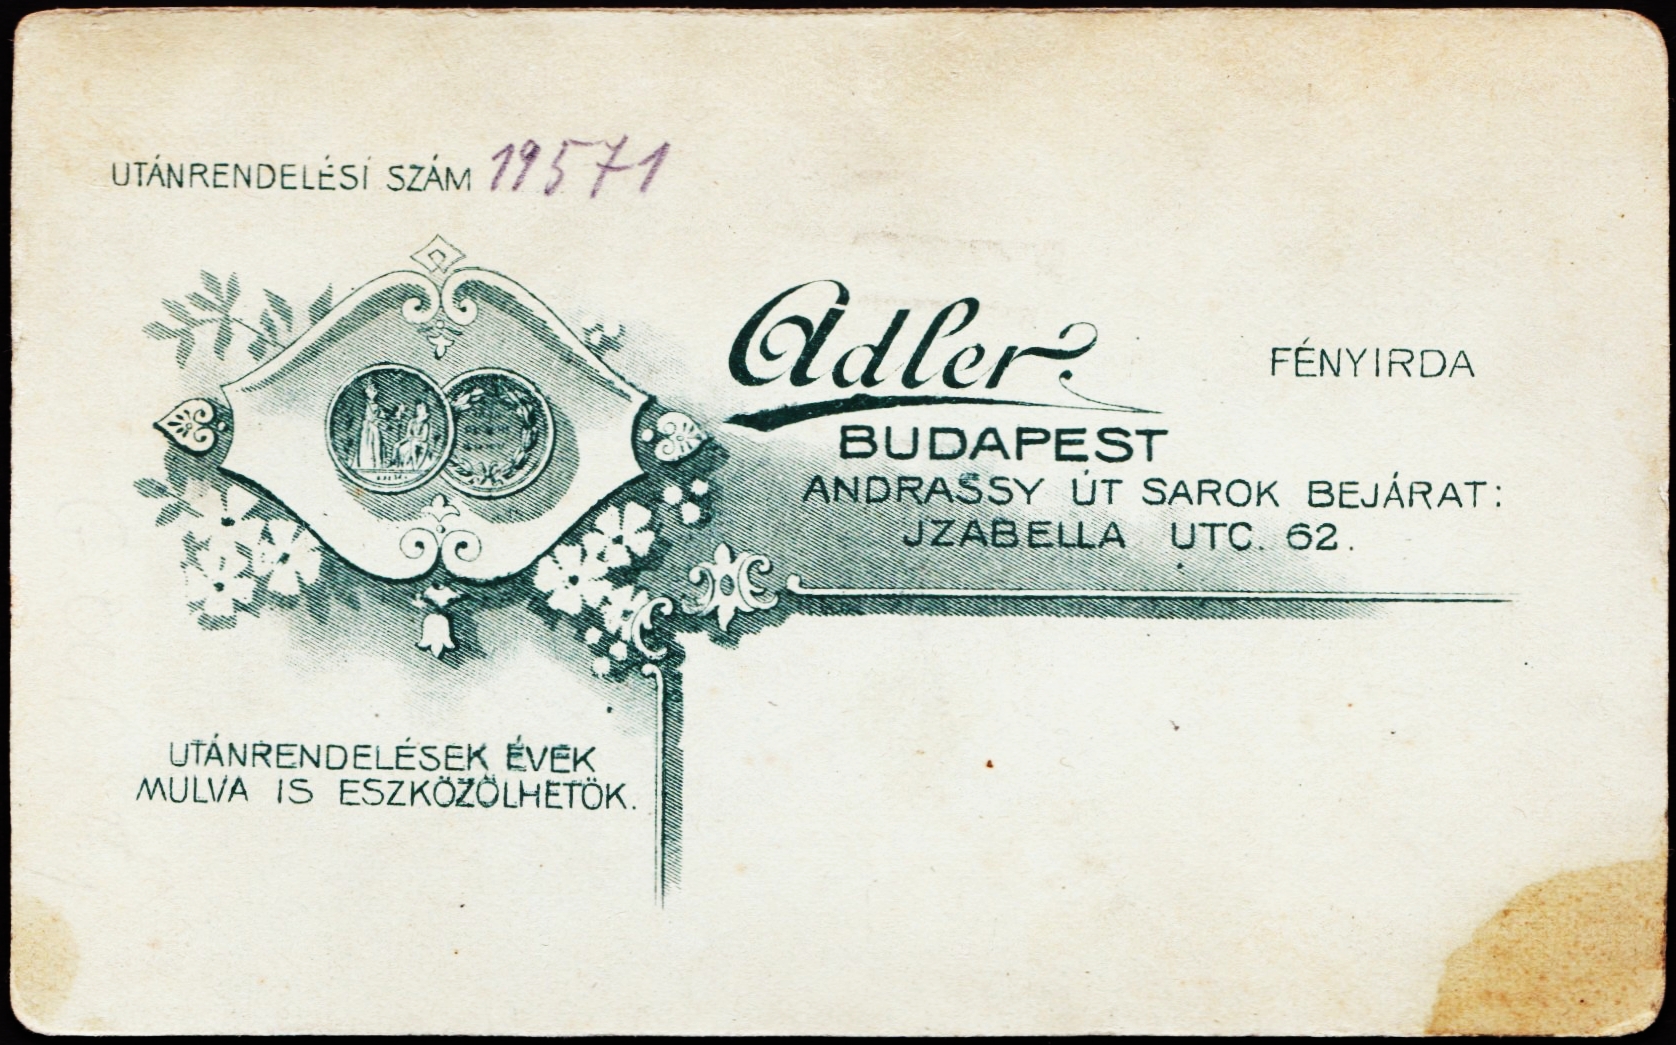 UTÁNRENDELÉSI SZÁM 19571
Adler
FÉNYIRDA
BUDAPEST
ANDRASSY ÚT SAROK BEJÁRAT:
JZABELLA UTC. 62.
UTÁNRENDELÉSEK ÉVEK
MULVA IS ESZKÖZÖLHETÖK.